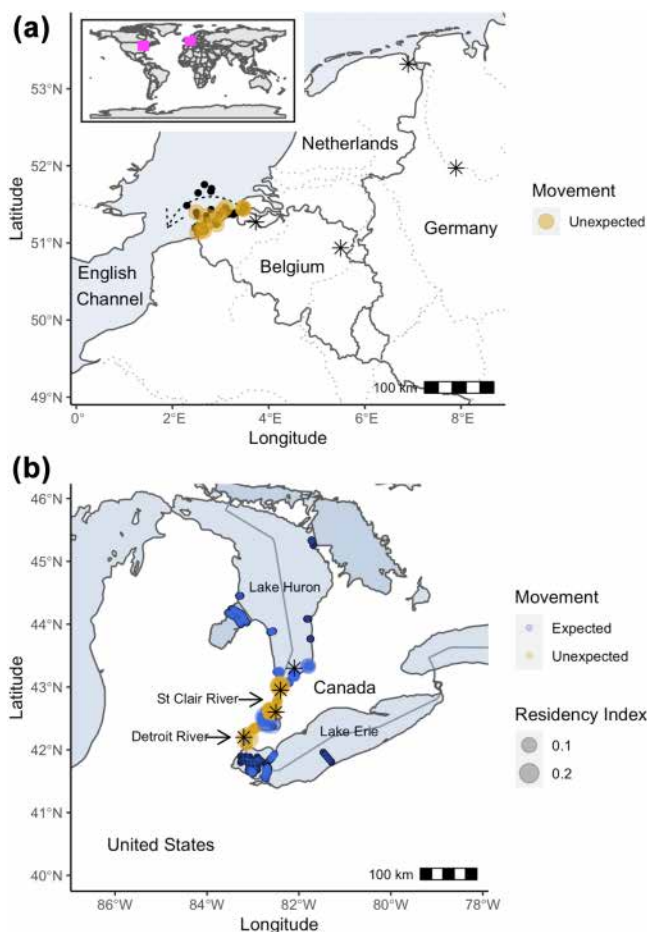 (a)
53°N
52°N
51°N
50°N
49°N
Latitude
Netherlands
Germany
Belgium
English
Channel
100 km
0°
2°E
4°E
6°E
8°E
Longitude
Movement
Unexpected
(b)
46°N
45°N
44°N
43°N
42°N
41°N
40°N
Latitude
Lake Huron
St Clair River
Canada
Detroit River
Lake Erie
United States
100 km
86°W
84°W
82°W
80°W
78°W
Longitude
Movement
Expected
Unexpected
Residency Index
0.1
0.2